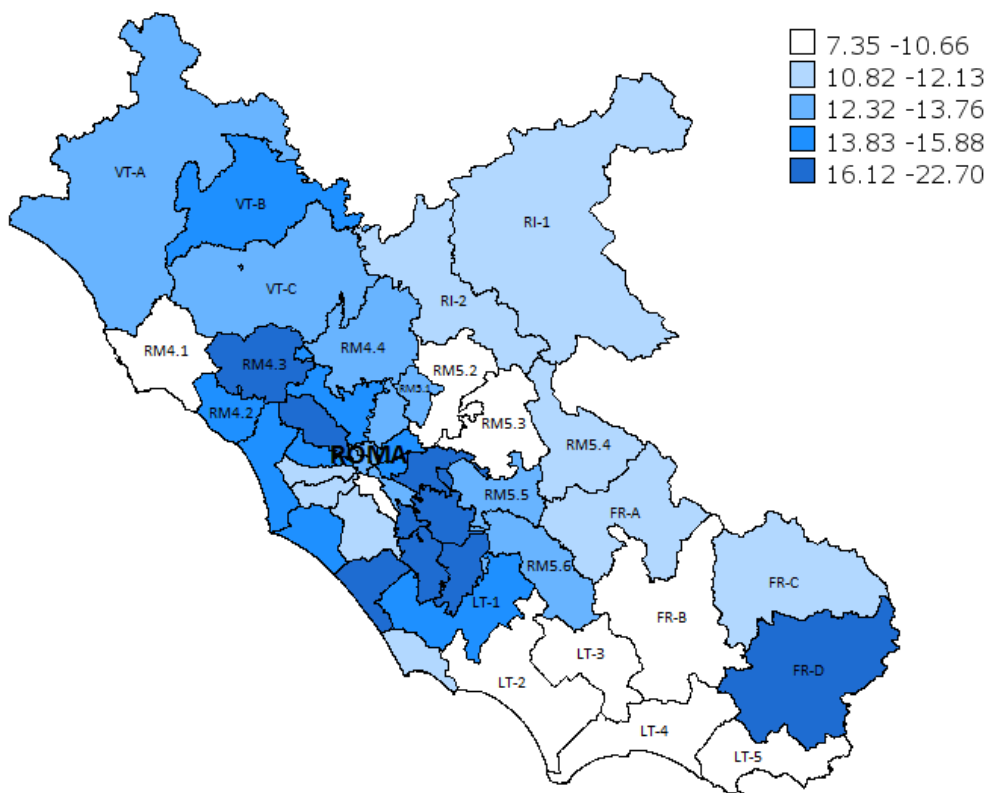 7.35 -10.66
10.82 -12.13
12.32 -13.76
13.83 -15.88
16.12 -22.70
VT-A
VT-B
RI-1
VT-C
RI-2
RM4.1
RM4.4
RM4.3
RM5.2
RM5.1
RM4.2
RM5.3
RM5.4
ROMA
RM5.5
FR-A
RM5.6
FR-C
LT-1
FR-B
LT-3
FR-D
LT-2
LT-4
LT-5